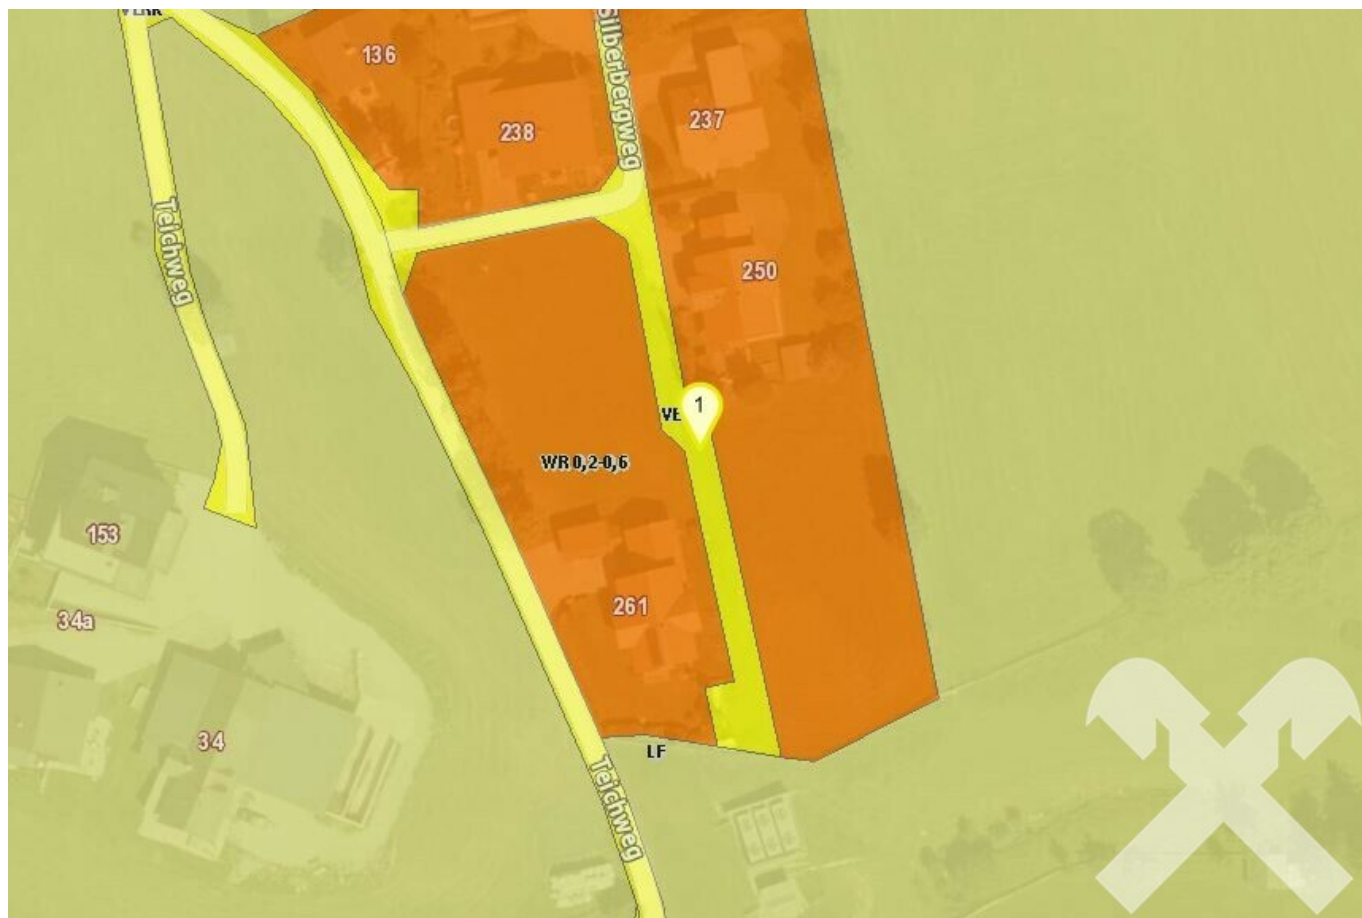 136
Silberbergweg
237
238
Teichweg
250
1
VE
WR 0,2-0,6
153
261
34a
34
LF
Teichweg